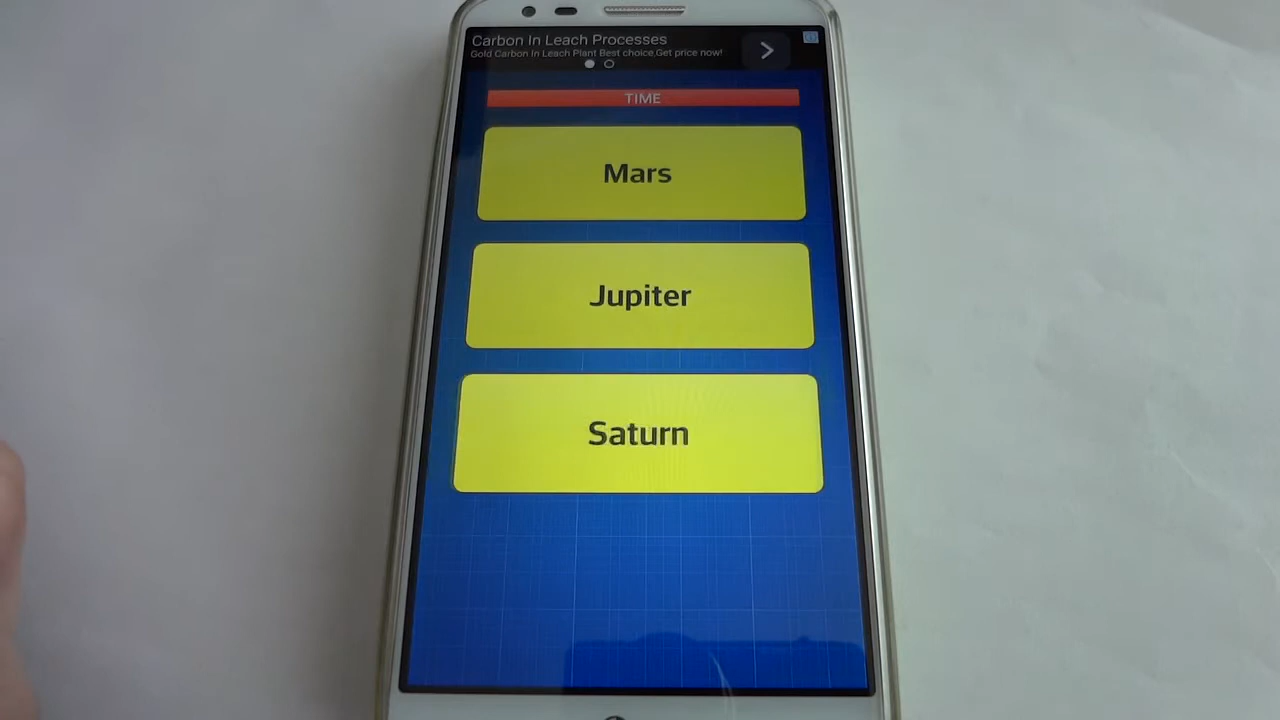 Carbon In Leach Processes
Gold Carbon In Leach Plant Best choice,Get price now!
TIME
Mars
Jupiter
Saturn